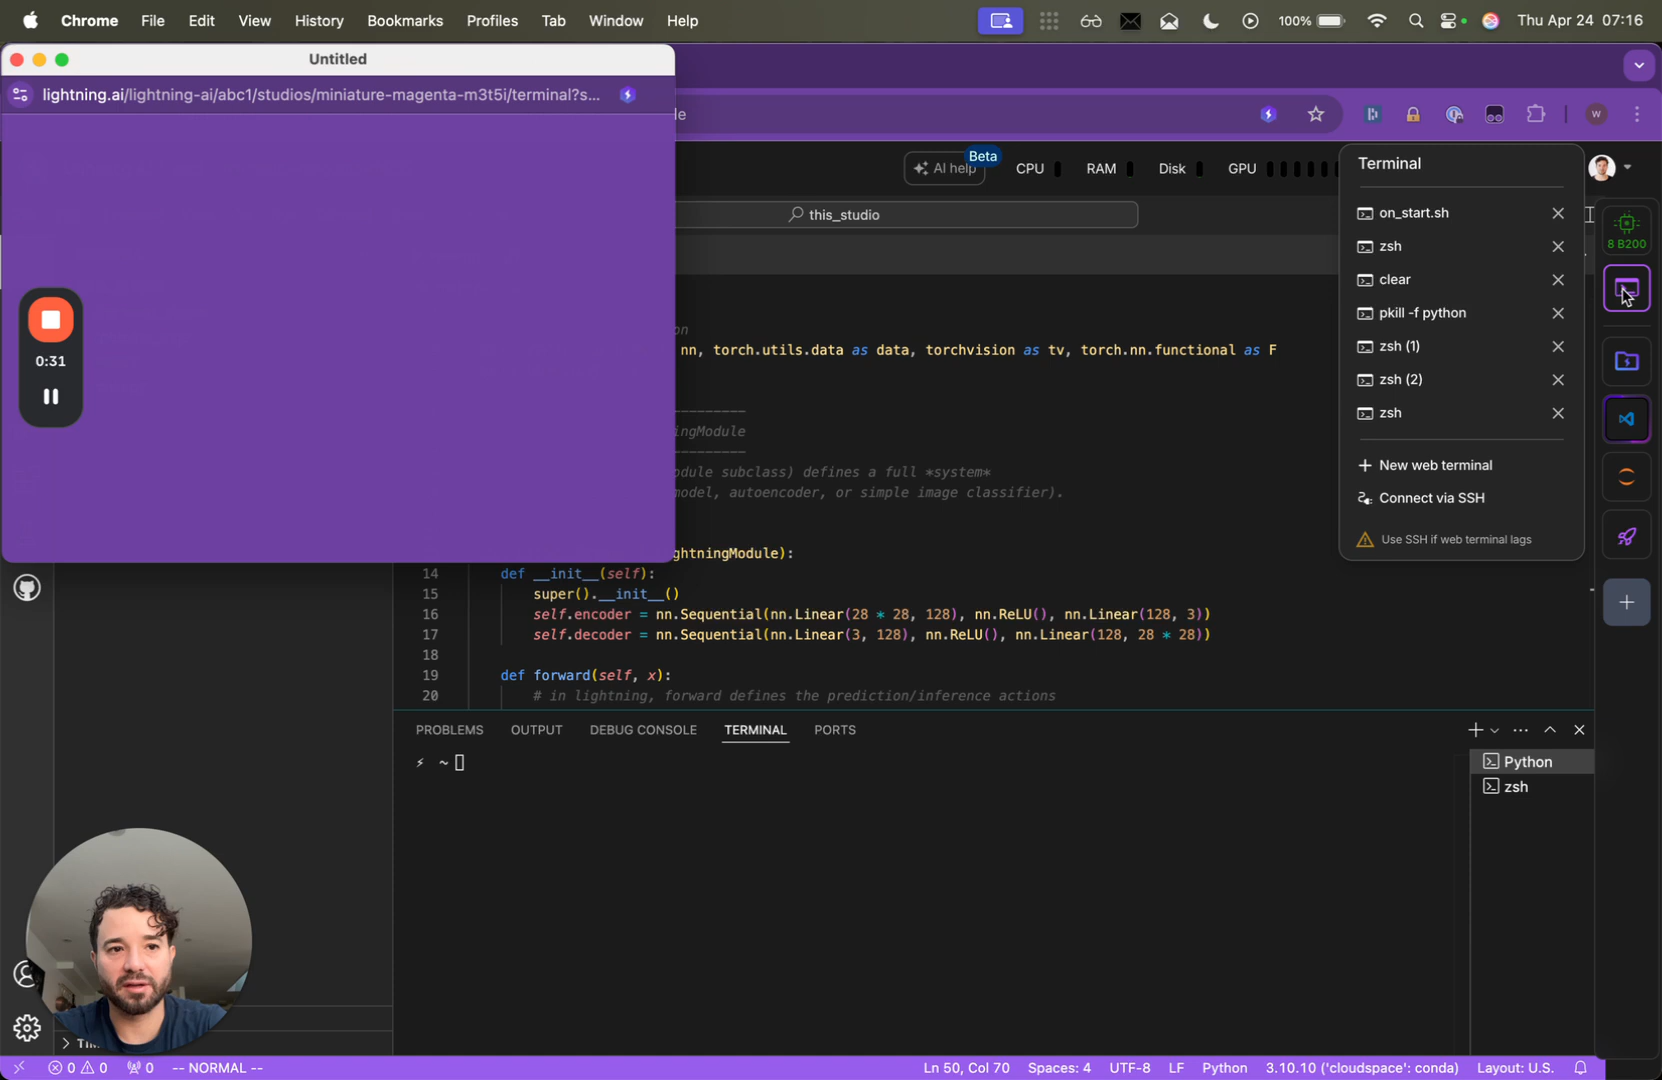 Chrome File Edit View History Bookmarks Profiles Tab Window Help 100% Thu Apr 24 07:16
Untitled
lightning.ai/lightning-ai/abc1/studios/miniature-magenta-m3t5i/terminal?s...
W
AI help Beta CPU RAM Disk GPU
this_studio
Terminal
on_start.sh
zsh
clear
pkill -f python
zsh (1)
zsh (2)
zsh
+ New web terminal
Connect via SSH
Use SSH if web terminal lags
8 B200
0:31
on
nn, torch.utils.data as data, torchvision as tv, torch.nn.functional as F
---------
ngModule
---------
odule subclass) defines a full *system*
model, autoencoder, or simple image classifier).
ghtningModule):
14 def __init__(self):
15 super().__init__()
16 self.encoder = nn.Sequential(nn.Linear(28 * 28, 128), nn.ReLU(), nn.Linear(128, 3))
17 self.decoder = nn.Sequential(nn.Linear(3, 128), nn.ReLU(), nn.Linear(128, 28 * 28))
18
19 def forward(self, x):
20 # in lightning, forward defines the prediction/inference actions
PROBLEMS OUTPUT DEBUG CONSOLE TERMINAL PORTS
⚡ ~
Python
zsh
0 0 0 -- NORMAL -- Ln 50, Col 70 Spaces: 4 UTF-8 LF Python 3.10.10 ('cloudspace': conda) Layout: U.S.